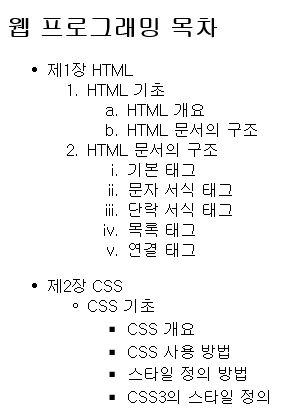 웹 프로그래밍 목차
• 제1장 HTML
1. HTML 기초
a. HTML 개요
b. HTML 문서의 구조
2. HTML 문서의 구조
i. 기본 태그
ii. 문자 서식 태그
iii. 단락 서식 태그
iv. 목록 태그
v. 연결 태그
• 제2장 CSS
◦ CSS 기초
▪ CSS 개요
▪ CSS 사용 방법
▪ 스타일 정의 방법
▪ CSS3의 스타일 정의